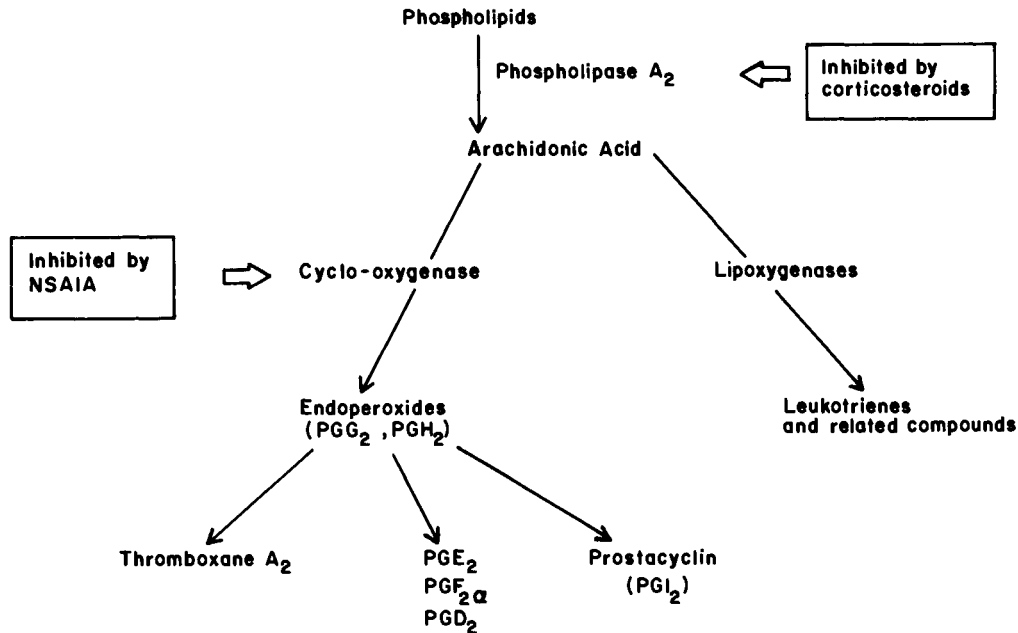 Phospholipids
Phospholipase A2
Inhibited by
corticosteroids
Arachidonic Acid
Inhibited by
NSAIA
Cyclo-oxygenase
Lipoxygenases
Endoperoxides
(PGG2 ,PGH2)
Leukotrienes
and related compounds
Thromboxane A2
PGE2
PGF2α
PGD2
Prostacyclin
(PGI2)